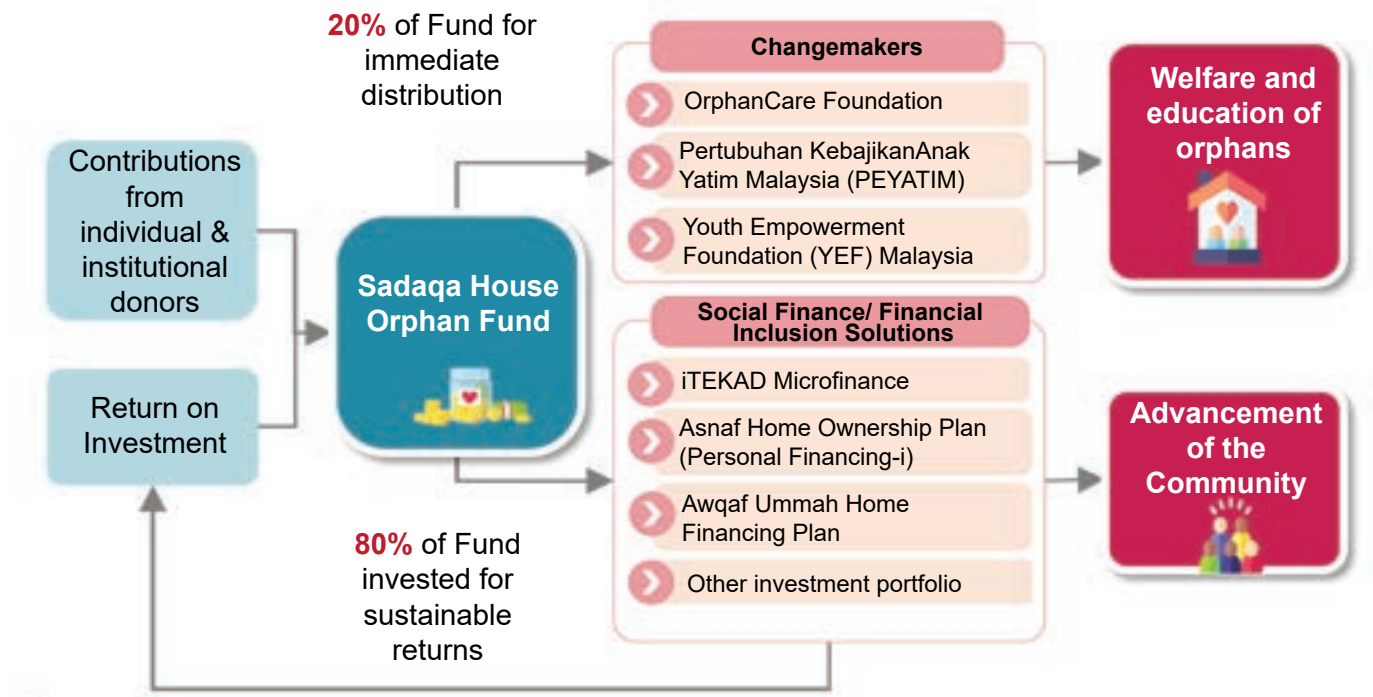 20% of Fund for
immediate
distribution
Contributions
from
individual &
institutional
donors
Return on
Investment
Sadaqa House
Orphan Fund
80% of Fund
invested for
sustainable
returns
Changemakers
OrphanCare Foundation
Pertubuhan KebajikanAnak
Yatim Malaysia (PEYATIM)
Youth Empowerment
Foundation (YEF) Malaysia
Social Finance/ Financial
Inclusion Solutions
iTEKAD Microfinance
Asnaf Home Ownership Plan
(Personal Financing-i)
Awqaf Ummah Home
Financing Plan
Other investment portfolio
Welfare and
education of
orphans
Advancement
of the
Community